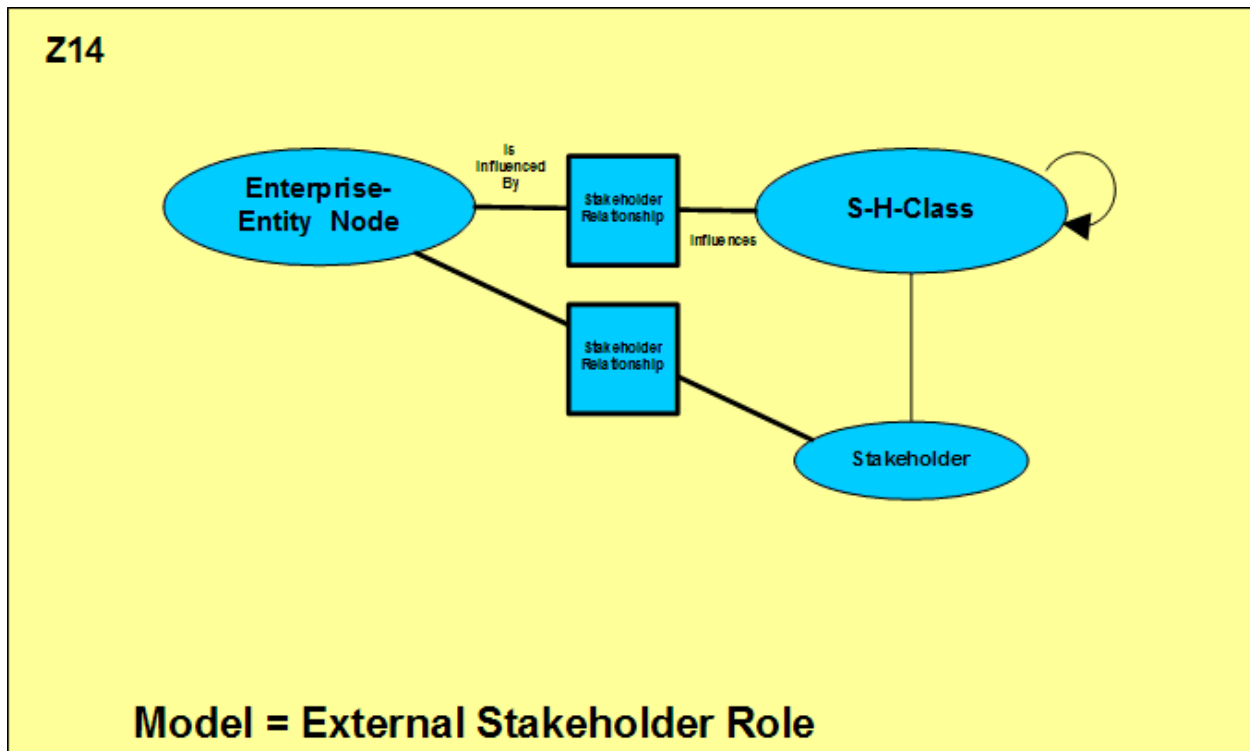 Z14
Is
Influenced
By
Enterprise-
Entity Node
Stakeholder
Relationship
S-H-Class
Influences
Stakeholder
Relationship
Stakeholder
Model = External Stakeholder Role